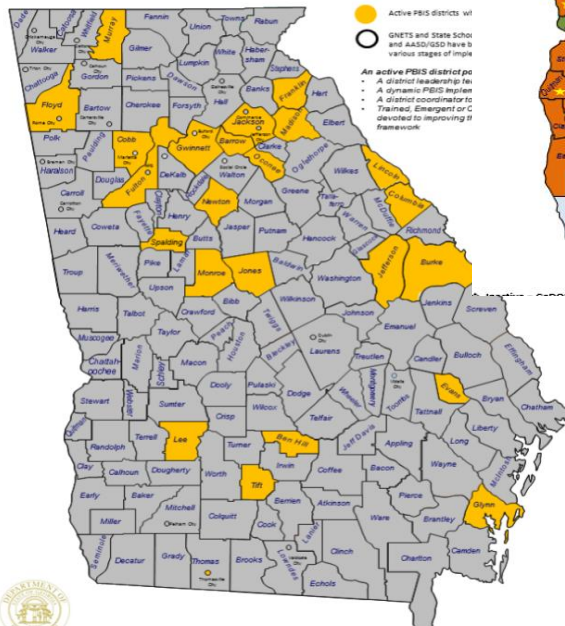 Active PBIS districts wh
GNETS and State Schoo
and AASD/GSD have b
various stages of imple
An active PBIS district po
• A district leadership te
• A dynamic PBIS Implem
• A district coordinator to
• Trained, Emergent or O
devoted to improving th
framework
Dade
Catoosa
Whitfield
Murray
Fannin
Union
Towns
Rabun
Walker
Gilmer
White
Haber-
sham
Lumpkin
Stephens
Chattooga
Gordon
Pickens
Dawson
Hall
Banks
Franklin
Hart
Floyd
Bartow
Cherokee
Forsyth
Jackson
Madison
Elbert
Polk
Paulding
Cobb
Gwinnett
Barrow
Clarke
Oconee
Oglethorpe
Haralson
Douglas
Fulton
DeKalb
Rockdale
Walton
Wilkes
Lincoln
Carroll
Clayton
Henry
Newton
Morgan
Greene
Talia-
ferro
McDuffie
Columbia
Heard
Coweta
Fayette
Spalding
Butts
Jasper
Putnam
Hancock
Warren
Glascock
Richmond
Troup
Meriwether
Pike
Lamar
Monroe
Jones
Baldwin
Washington
Jefferson
Burke
Upson
Harris
Talbot
Crawford
Bibb
Twiggs
Wilkinson
Johnson
Jenkins
Screven
Muscogee
Taylor
Peach
Houston
Bleckley
Laurens
Emanuel
Chattah-
oochee
Marion
Schley
Macon
Treutlen
Candler
Bulloch
Effingham
Stewart
Webster
Sumter
Dooly
Pulaski
Dodge
Wheeler
Montgomery
Toombs
Evans
Bryan
Chatham
Quitman
Crisp
Wilcox
Telfair
Tattnall
Randolph
Terrell
Lee
Turner
Ben Hill
Jeff Davis
Appling
Long
Liberty
Clay
Calhoun
Dougherty
Worth
Irwin
Coffee
Bacon
Wayne
McIntosh
Tift
Early
Baker
Mitchell
Colquitt
Berrien
Atkinson
Ware
Pierce
Brantley
Glynn
Miller
Cook
Lanier
Seminole
Decatur
Grady
Thomas
Brooks
Lowndes
Clinch
Echols
Charlton
Camden
DEPARTMENT OF